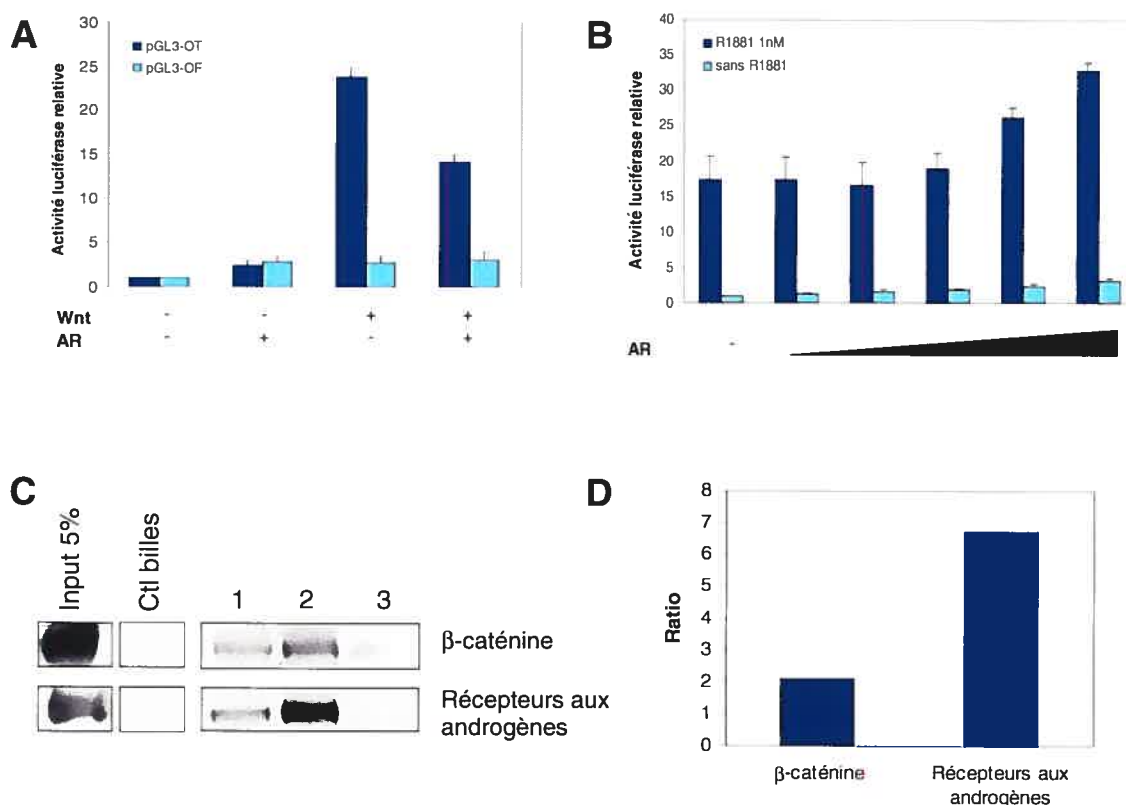 A
Activité luciférase relative
30
25
20
15
10
5
0
pGL3-OT
pGL3-OF
Wnt - - + +
AR - + - +
B
Activité luciférase relative
40
35
30
25
20
15
10
5
0
R1881 1nM
sans R1881
AR -
C
Input 5%
Ctl billes
1 2 3
β-caténine
Récepteurs aux
androgènes
D
Ratio
8
7
6
5
4
3
2
1
0
β-caténine
Récepteurs aux
androgènes